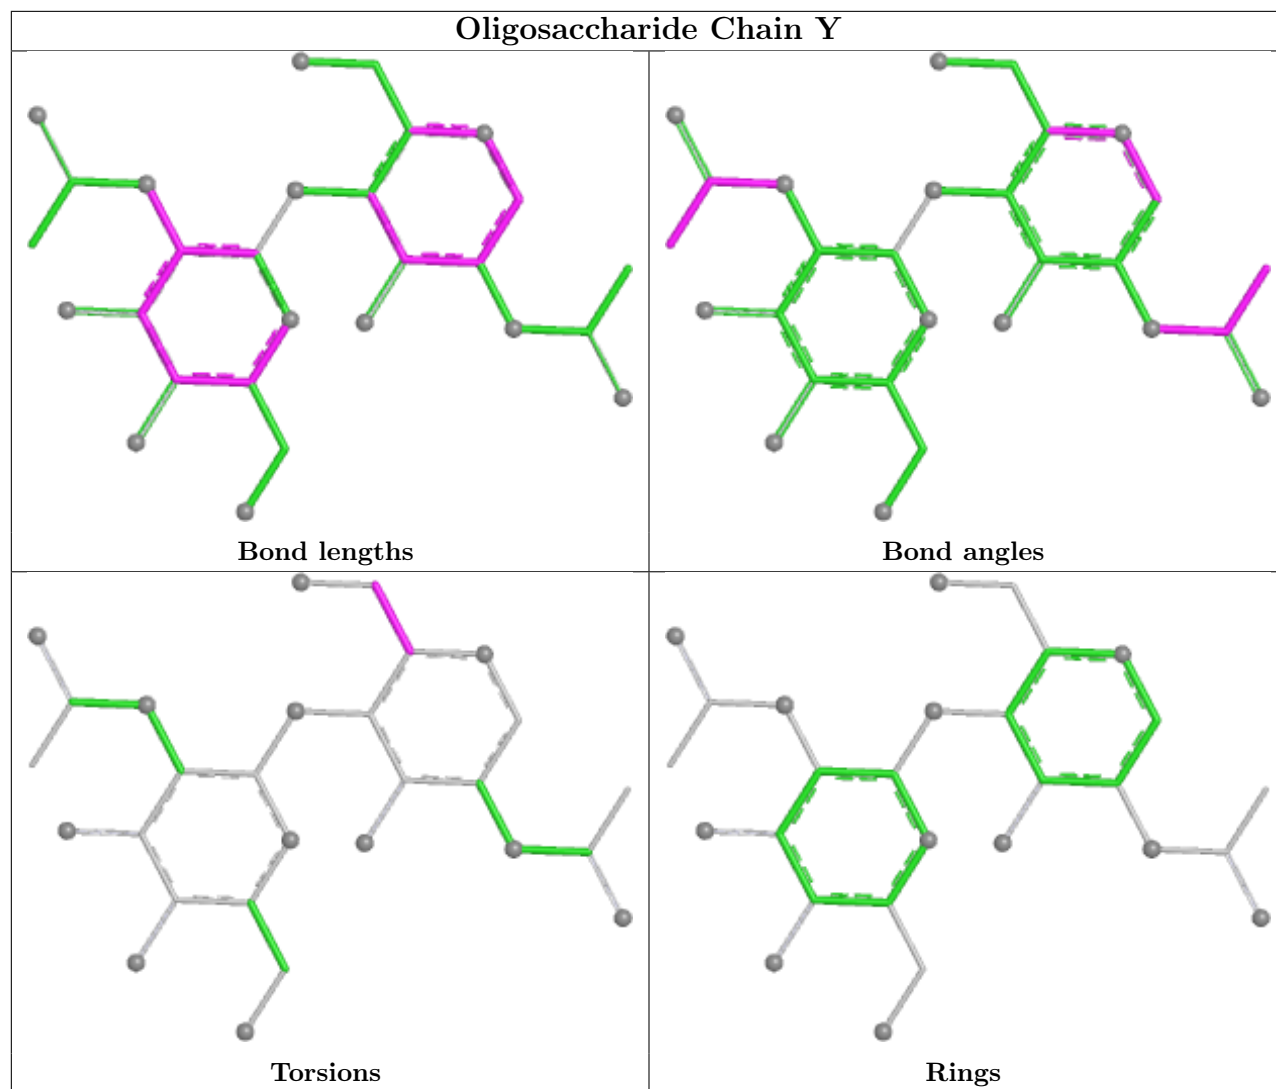 Oligosaccharide Chain Y
Bond lengths
Bond angles
Torsions
Rings